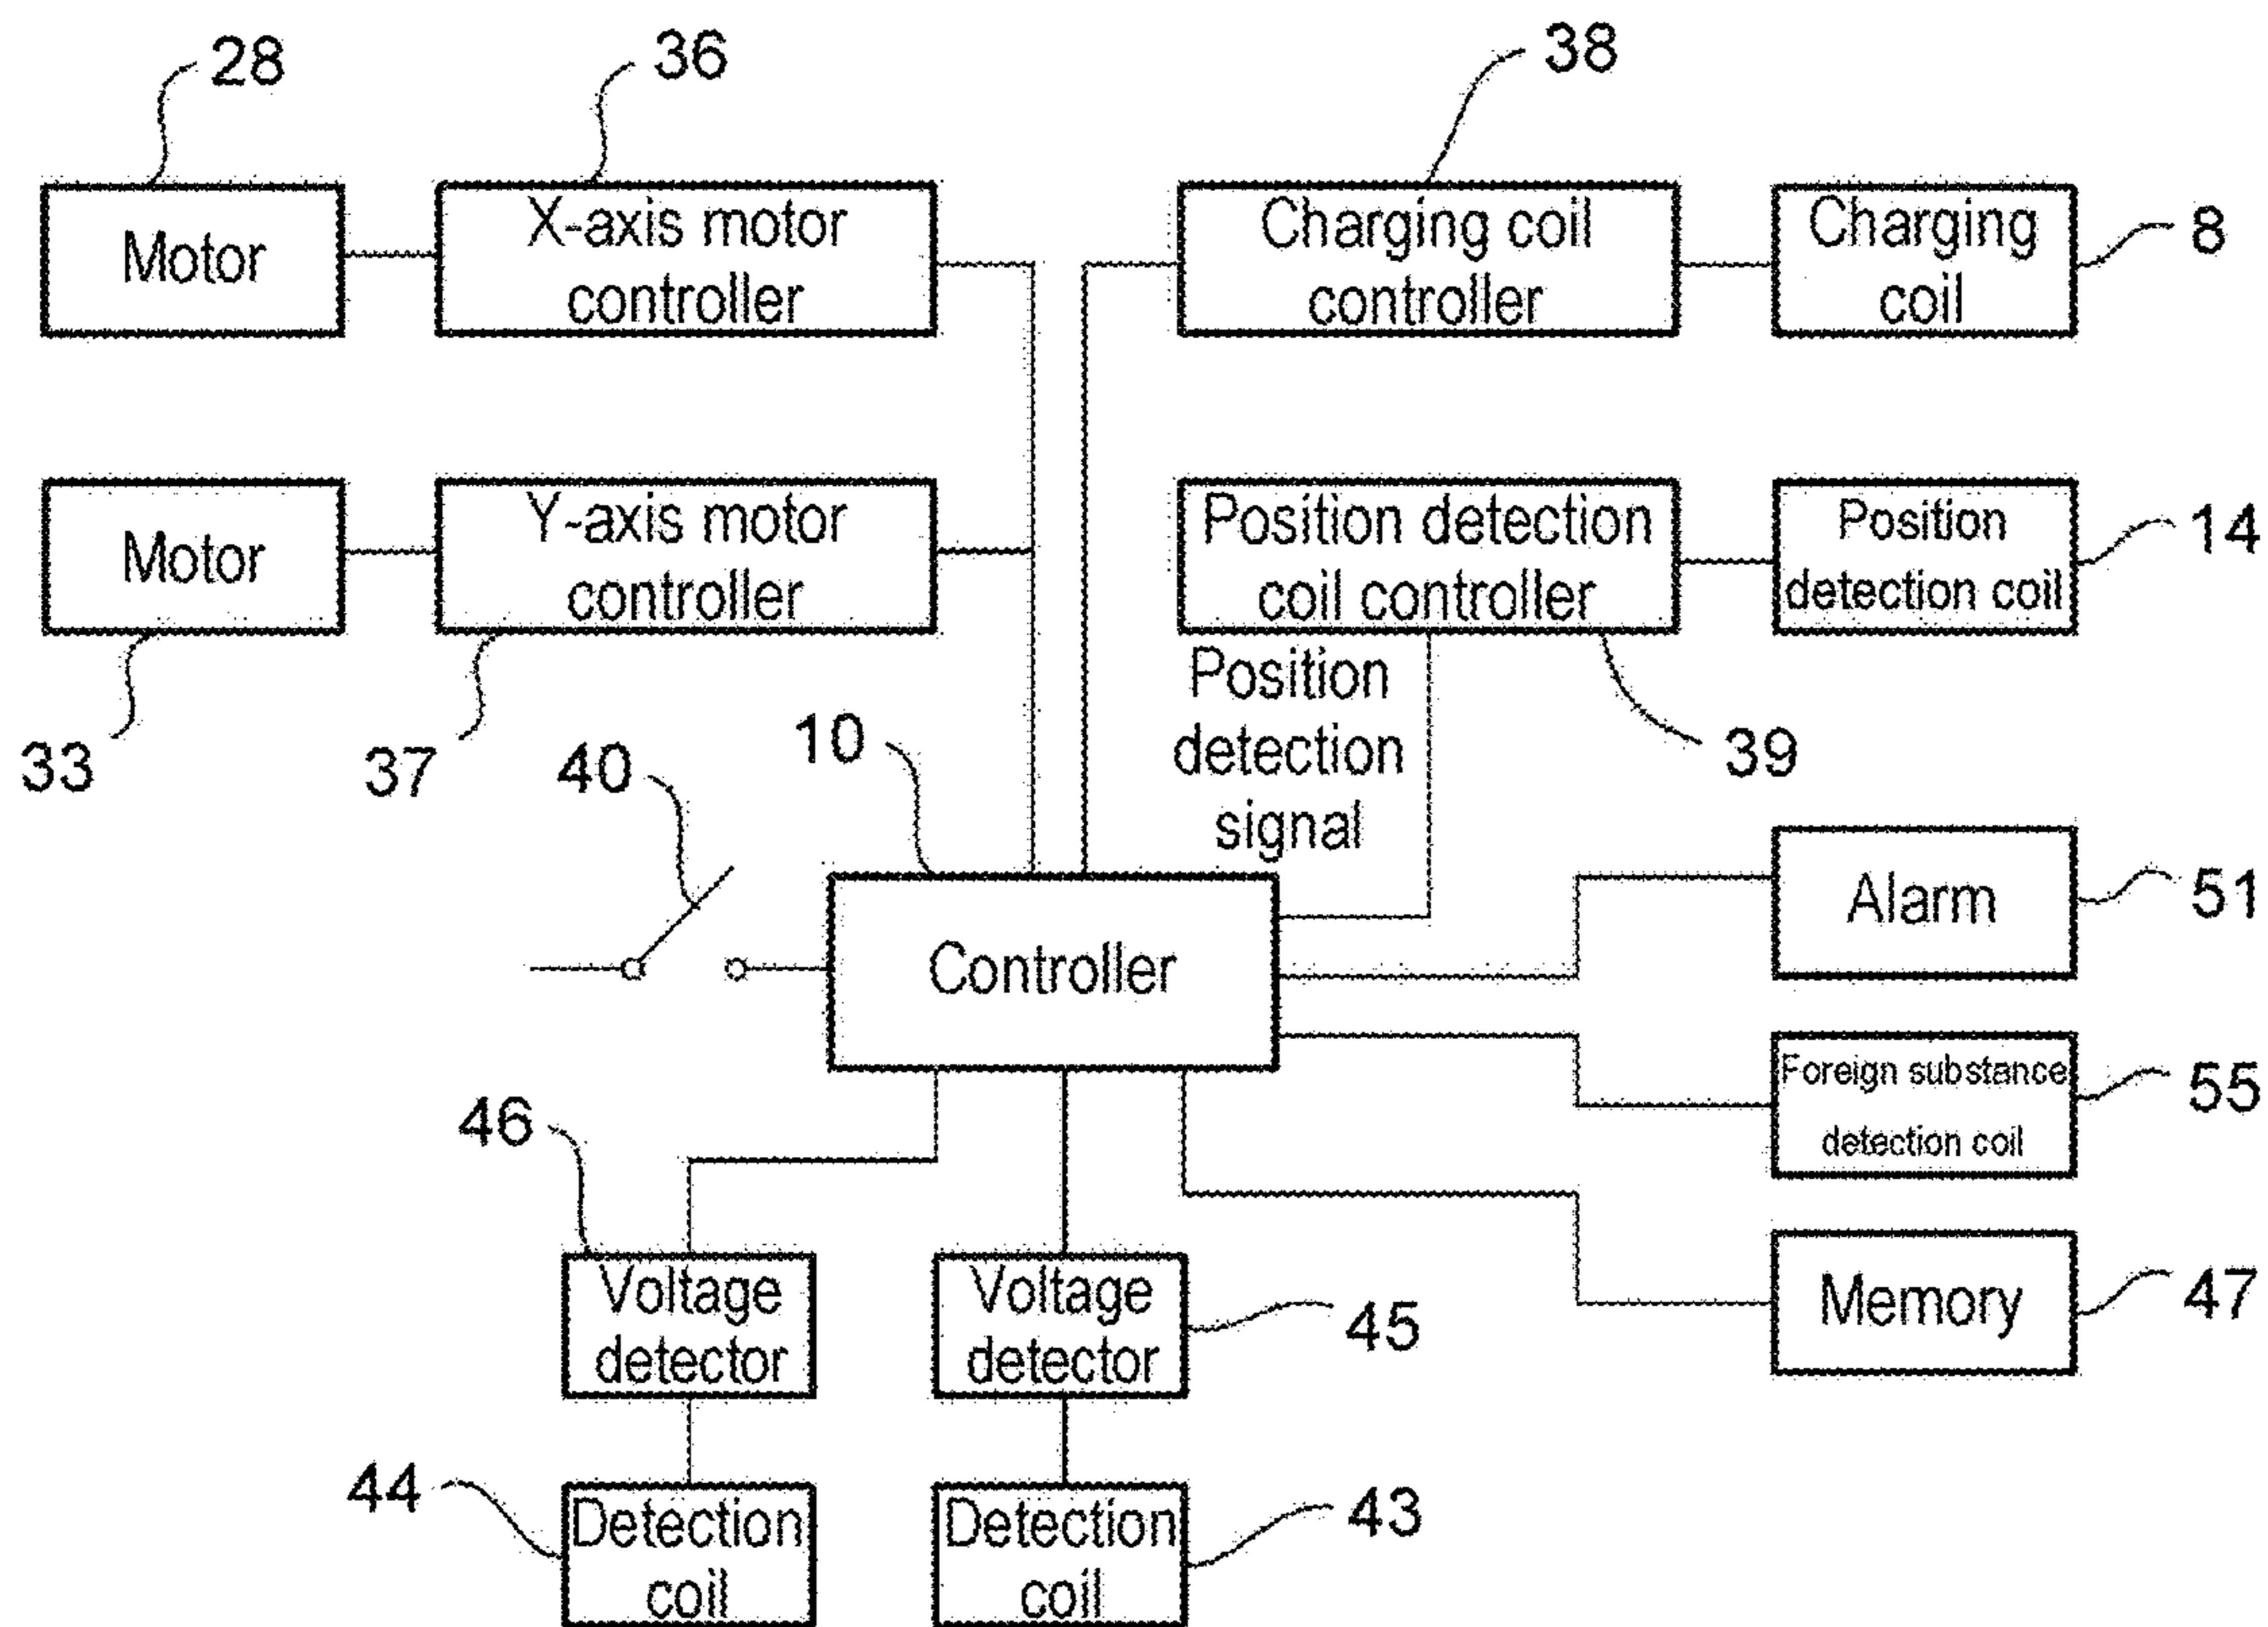 28
36
38
Motor
X-axis motor
controller
Charging coil
controller
Charging
coil
8
Motor
Y-axis motor
controller
Position detection
coil controller
Position
detection coil
14
33
37
40
10
Position
detection
signal
39
Controller
Alarm
51
Foreign substance
detection coil
55
46
Voltage
detector
Voltage
detector
45
Memory
47
44
Detection
coil
Detection
coil
43